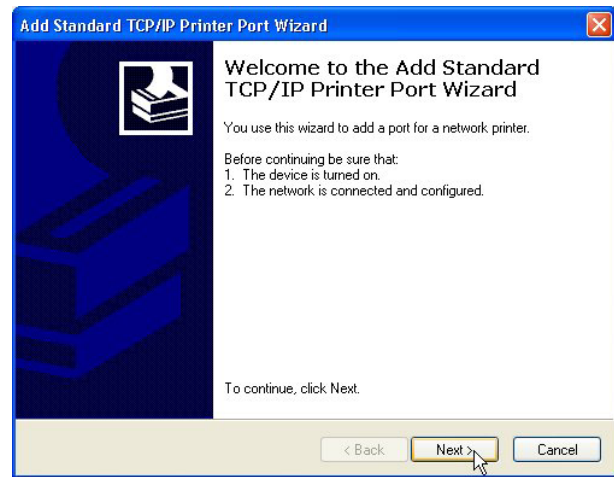 Add Standard TCP/IP Printer Port Wizard
Welcome to the Add Standard
TCP/IP Printer Port Wizard
You use this wizard to add a port for a network printer.
Before continuing be sure that:
1. The device is turned on.
2. The network is connected and configured.
To continue, click Next.
< Back Next > Cancel